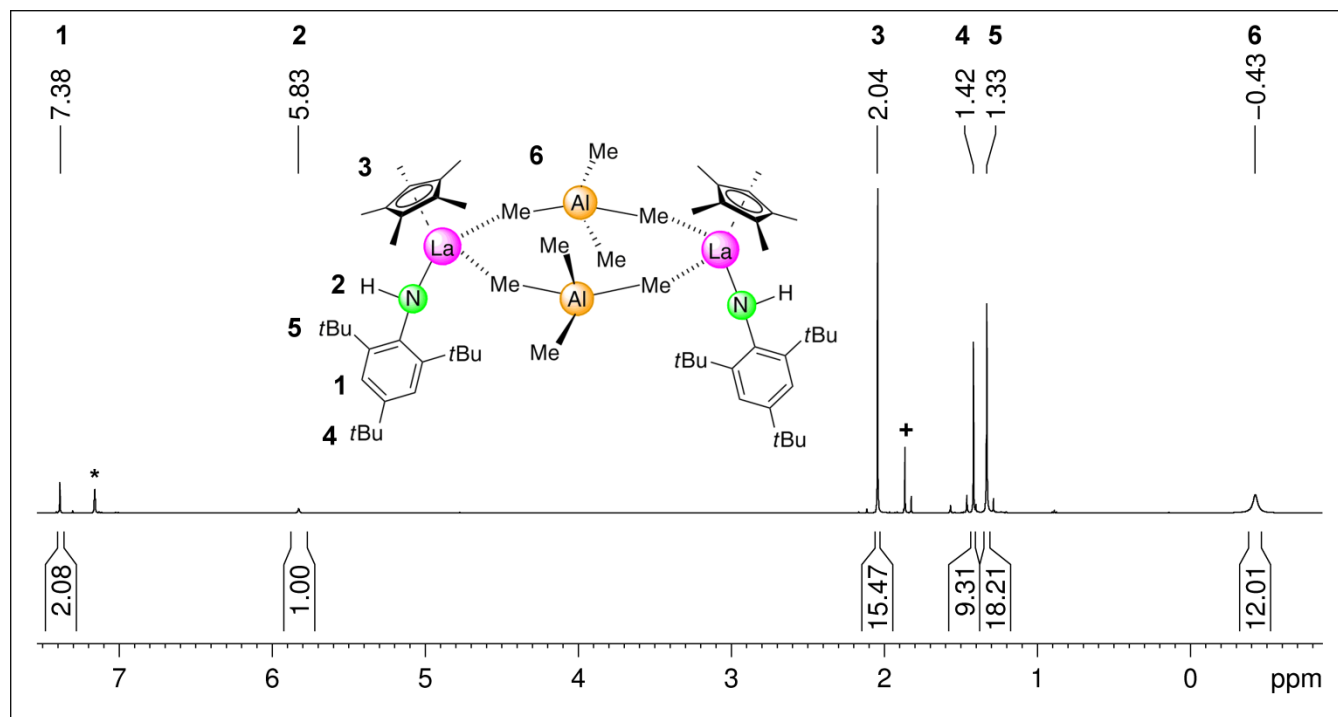 1 2 3 4 5 6
7.38 5.83 2.04 1.42 1.33 −0.43
3 6 Me
Me Al Me
La Me Me La
2 H N Me Al Me N H
5 tBu tBu Me tBu tBu
1
4 tBu tBu
* +
2.08 1.00 15.47 9.31 18.21 12.01
7 6 5 4 3 2 1 0 ppm